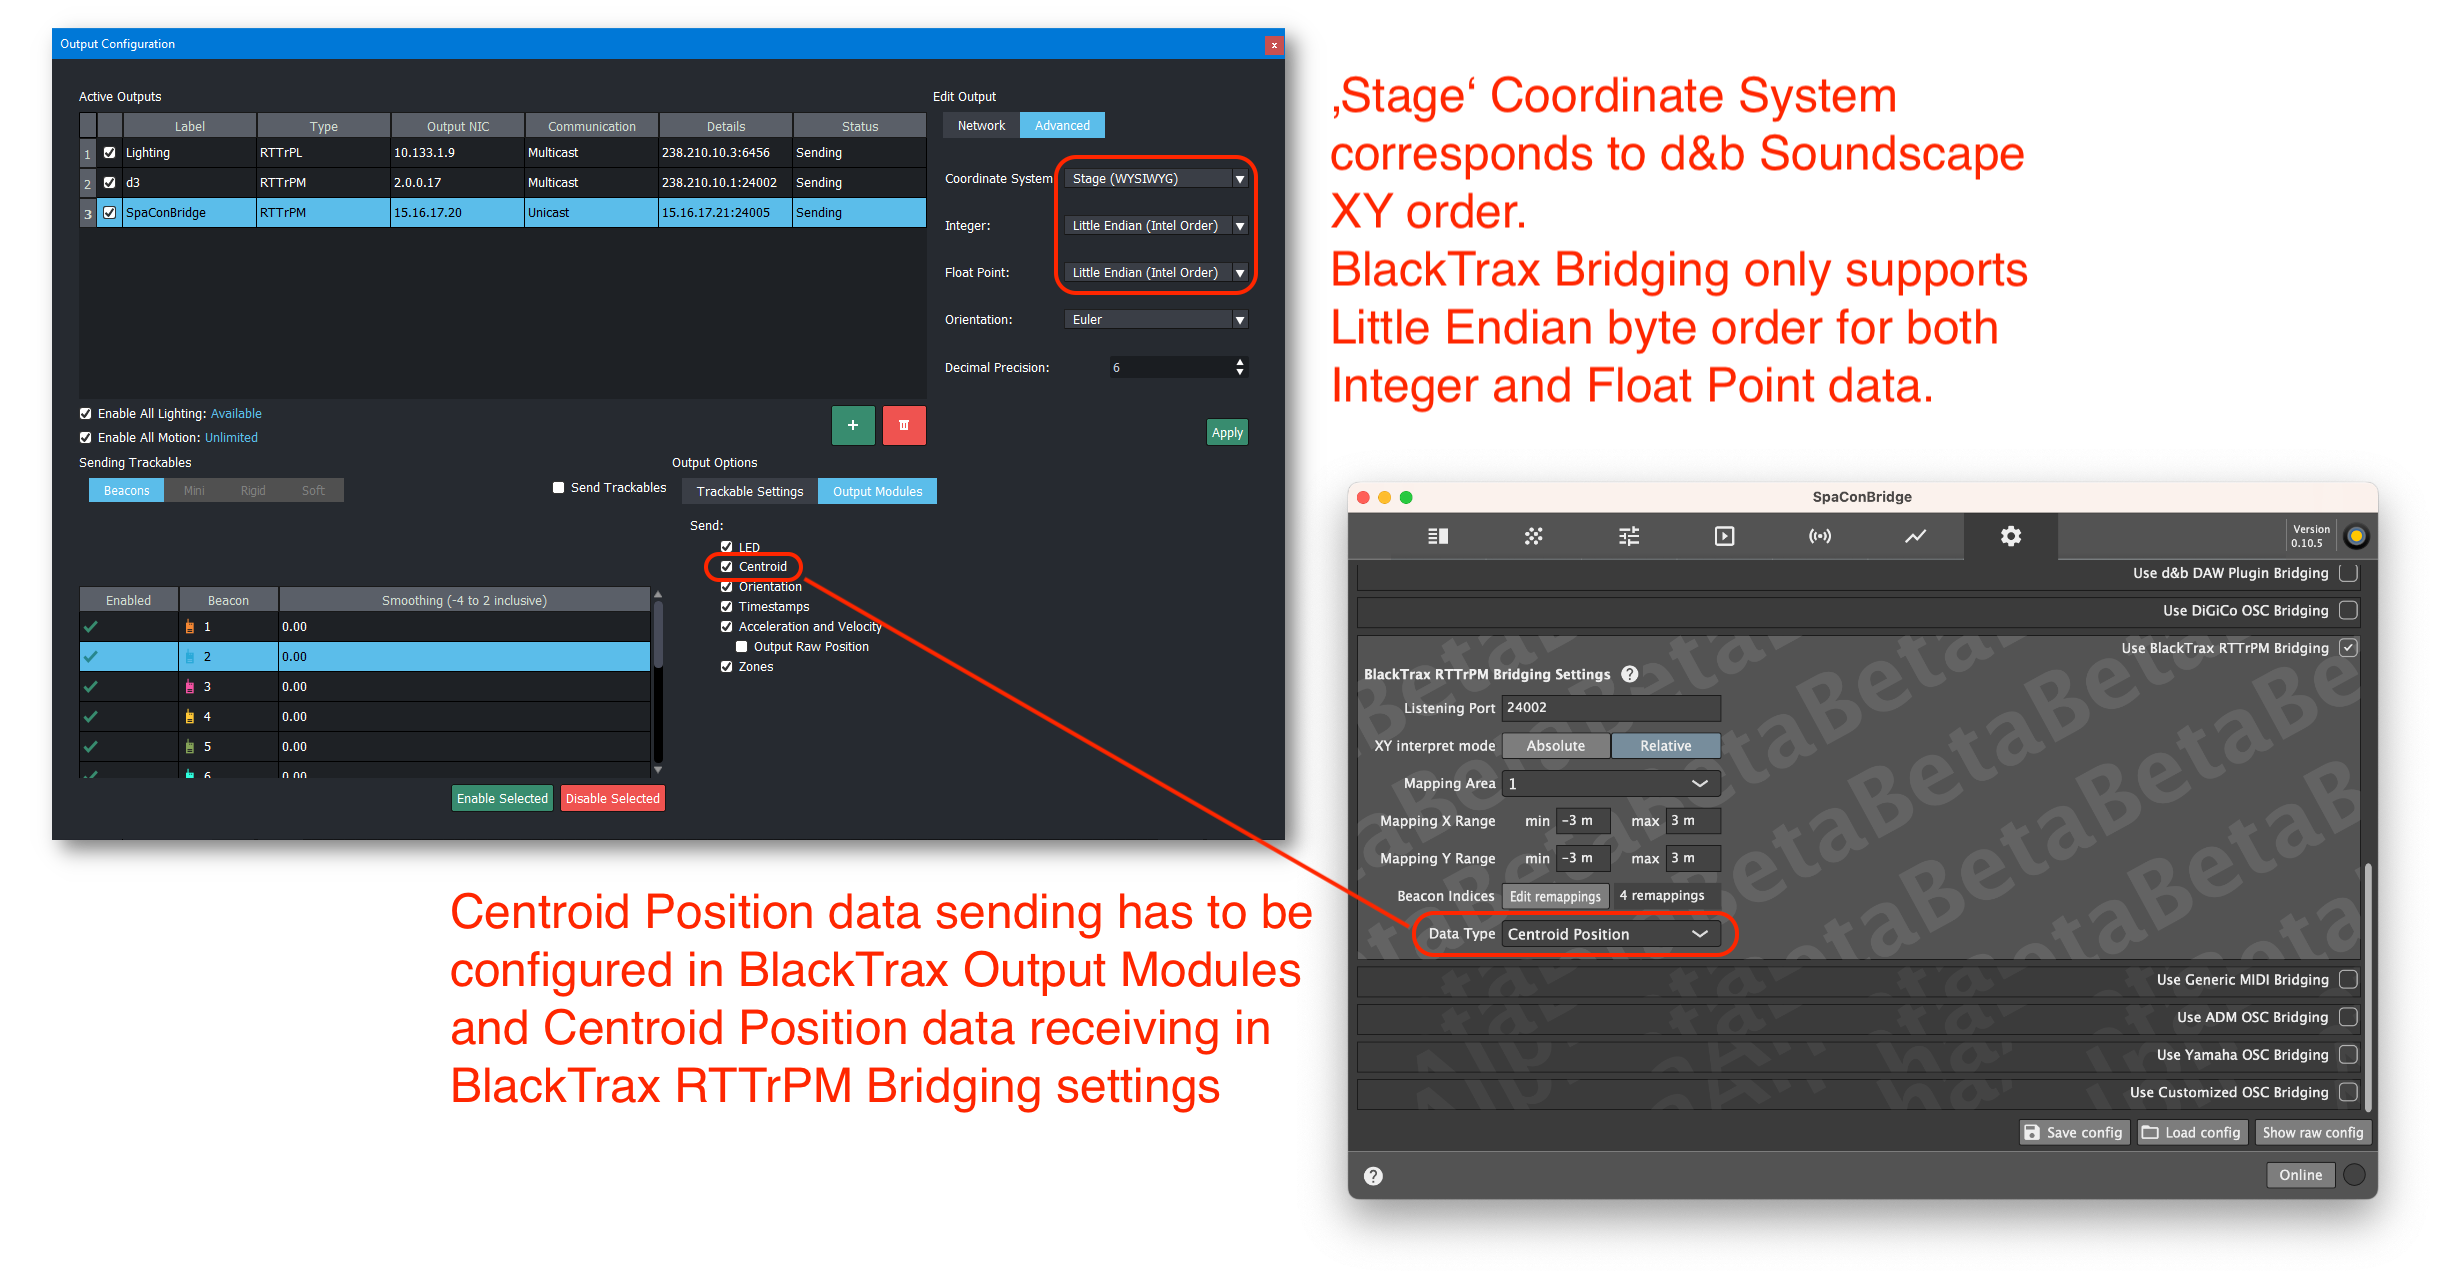 Output Configuration
x
Active Outputs
Label Type Output NIC Communication Details Status
1 Lighting RTTrPL 10.133.1.9 Multicast 238.210.10.3:6456 Sending
2 d3 RTTrPM 2.0.0.17 Multicast 238.210.10.1:24002 Sending
3 SpaConBridge RTTrPM 15.16.17.20 Unicast 15.16.17.21:24005 Sending
Enable All Lighting: Available
Enable All Motion: Unlimited
+
Edit Output
Network Advanced
Coordinate System Stage (WYSIWYG)
Integer: Little Endian (Intel Order)
Float Point: Little Endian (Intel Order)
Orientation: Euler
Decimal Precision: 6
Apply
Sending Trackables
Beacons Mini Rigid Soft
Send Trackables
Enabled Beacon Smoothing (-4 to 2 inclusive)
1 0.00
2 0.00
3 0.00
4 0.00
5 0.00
6 0.00
Enable Selected Disable Selected
Output Options
Trackable Settings Output Modules
Send:
LED
Centroid
Orientation
Timestamps
Acceleration and Velocity
Output Raw Position
Zones
‚Stage‘ Coordinate System
corresponds to d&b Soundscape
XY order.
BlackTrax Bridging only supports
Little Endian byte order for both
Integer and Float Point data.
Centroid Position data sending has to be
configured in BlackTrax Output Modules
and Centroid Position data receiving in
BlackTrax RTTrPM Bridging settings
SpaConBridge
Version
0.10.5
Use d&b DAW Plugin Bridging
Use DiGiCo OSC Bridging
Use BlackTrax RTTrPM Bridging
BlackTrax RTTrPM Bridging Settings ?
Listening Port 24002
XY interpret mode Absolute Relative
Mapping Area 1
Mapping X Range min -3 m max 3 m
Mapping Y Range min -3 m max 3 m
Beacon Indices Edit remappings 4 remappings
Data Type Centroid Position
Use Generic MIDI Bridging
Use ADM OSC Bridging
Use Yamaha OSC Bridging
Use Customized OSC Bridging
Save config Load config Show raw config
? Online